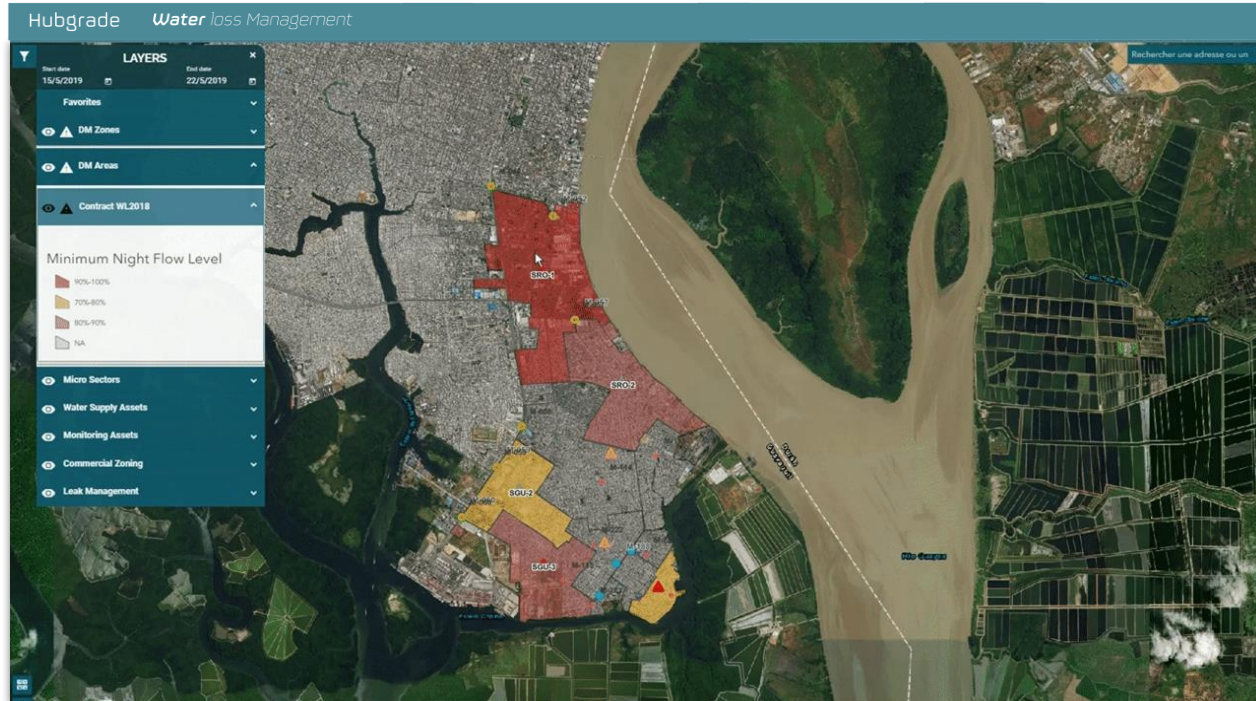 Hubgrade Water loss Management
Rechercher une adresse ou un
LAYERS
Start date
End date
15/5/2019
22/5/2019
Favorites
DM Zones
DM Areas
Contract WL2018
Minimum Night Flow Level
90%-100%
70%-80%
80%-90%
NA
Micro Sectors
Water Supply Assets
Monitoring Assets
Commercial Zoning
Leak Management
SRO-1
SRO-2
SGU-2
SGU-3